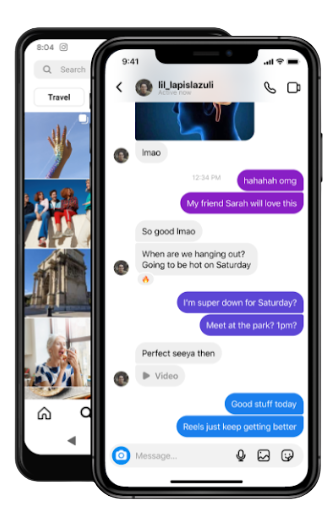 8:04
Search
Travel
9:41
lil_lapislazuli
Active now
lmao
12:34 PM
hahahah omg
My friend Sarah will love this
So good lmao
When are we hanging out?
Going to be hot on Saturday
I'm super down for Saturday?
Meet at the park? 1pm?
Perfect seeya then
Video
Good stuff today
Reels just keep getting better
Message...